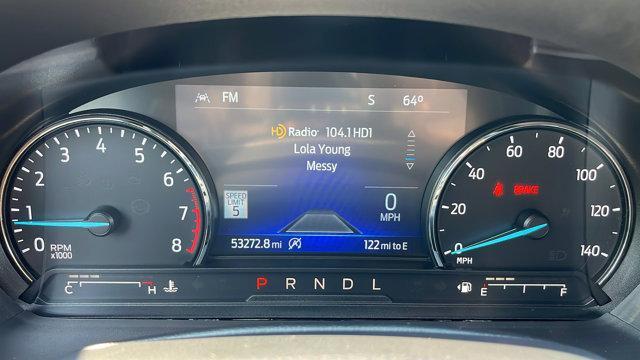 FM S 64°
HD Radio 104.1 HD1
Lola Young
Messy
SPEED
LIMIT
5
0
MPH
53272.8 mi 122 mi to E
0 1 2 3 4 5 6 7 8
RPM
x1000
0 20 40 60 80 100 120 140
BRAKE
MPH
C H
P R N D L
E F